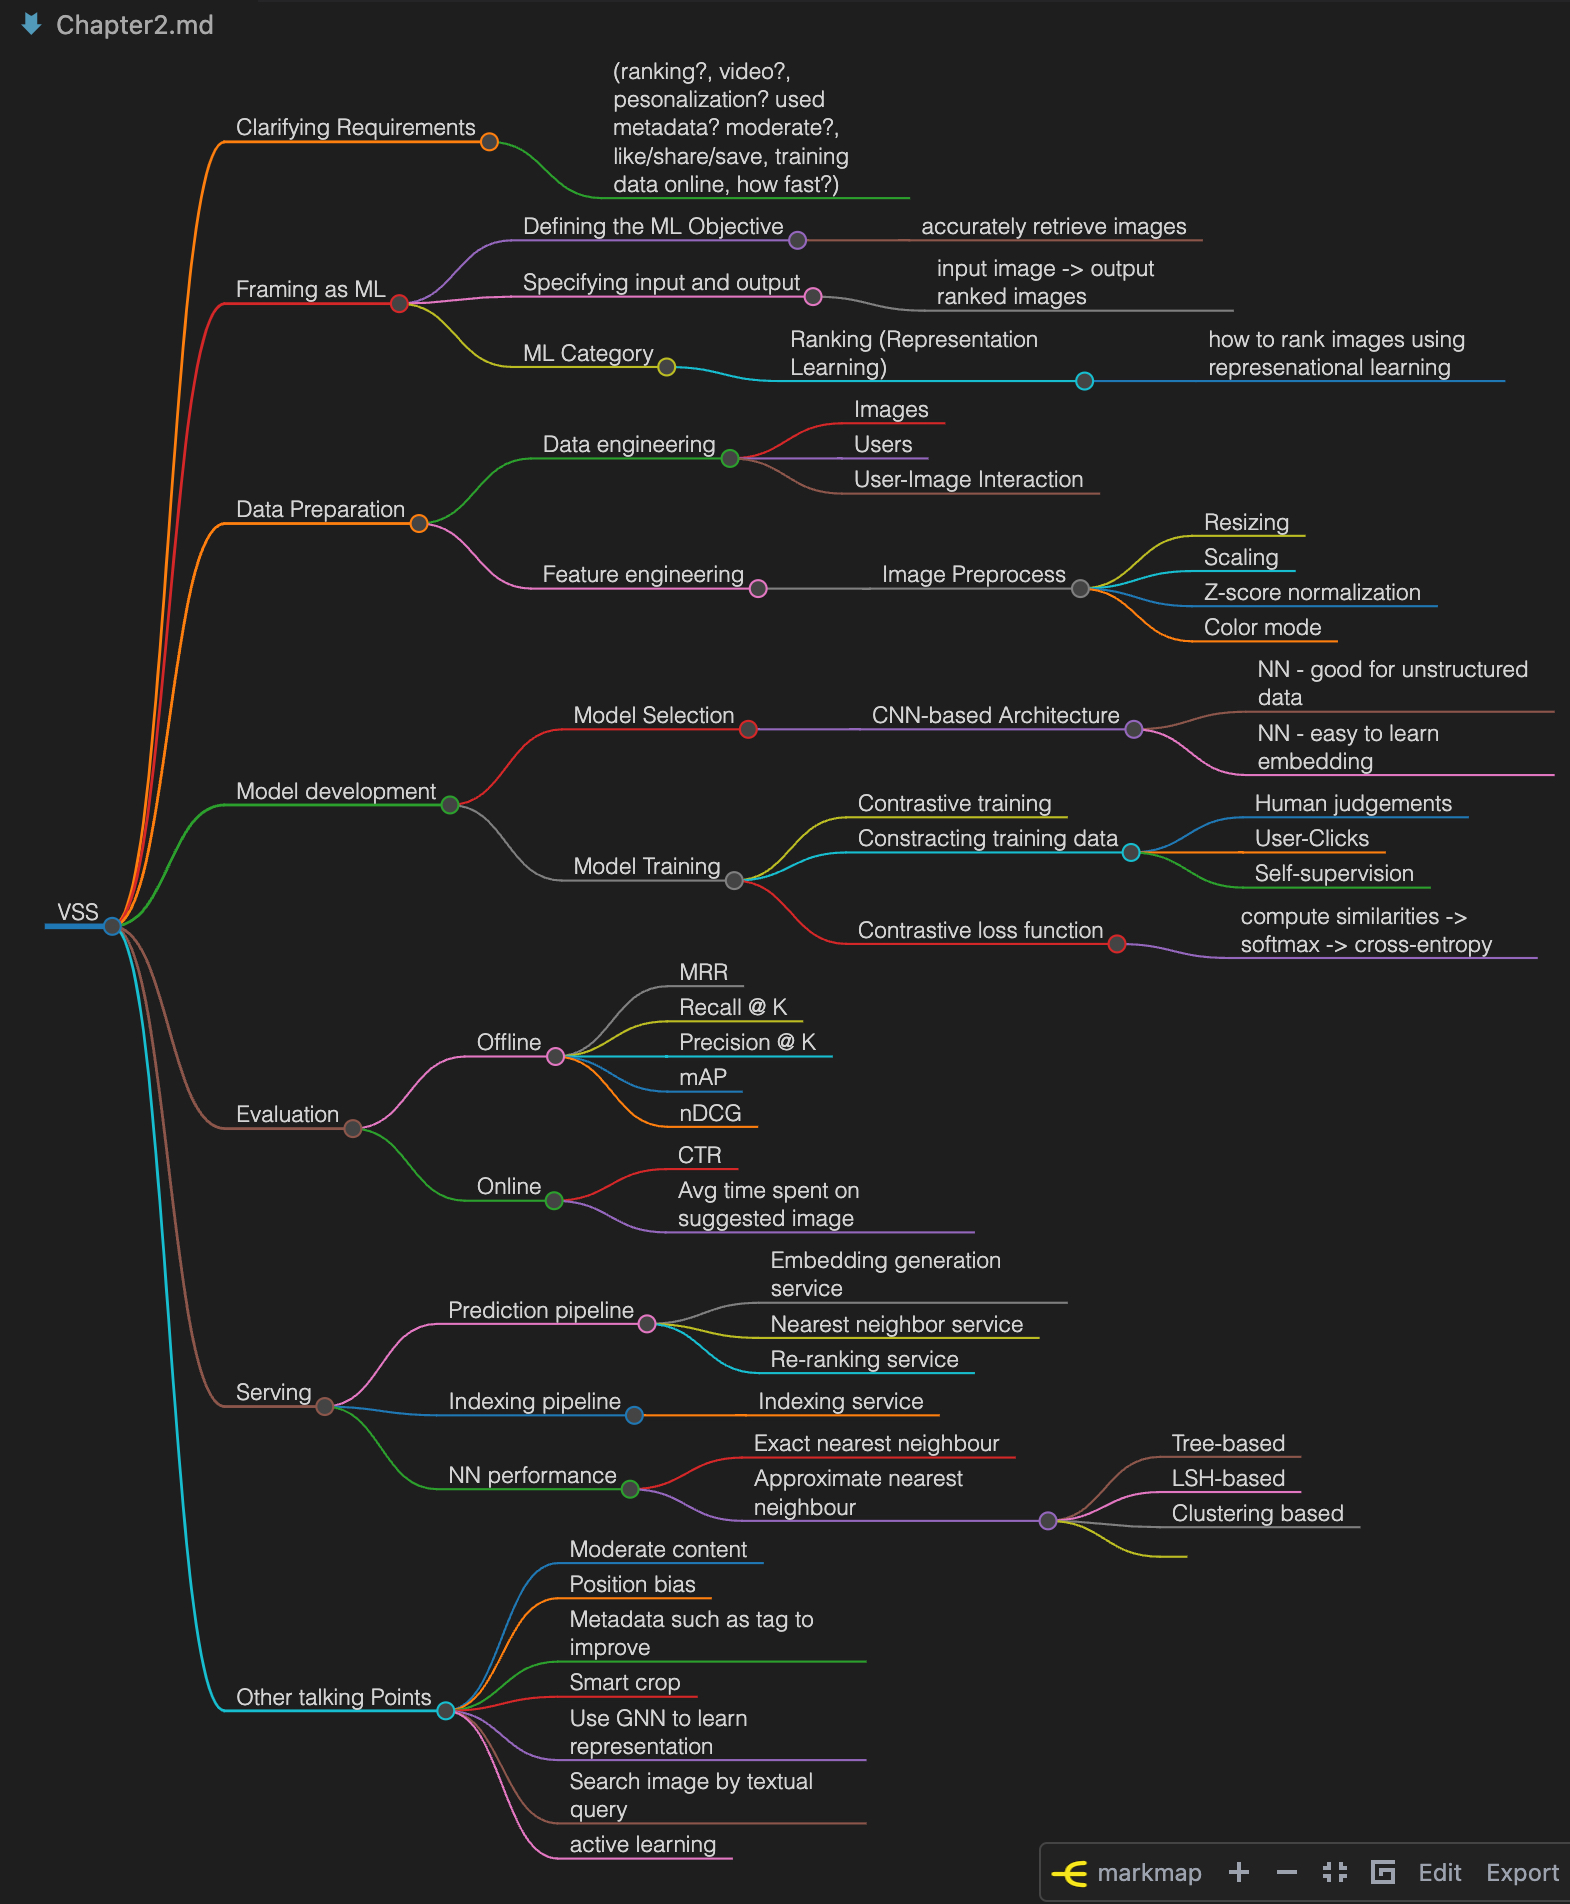 Chapter2.md
Clarifying Requirements
(ranking?, video?,
pesonalization? used
metadata? moderate?,
like/share/save, training
data online, how fast?)
Framing as ML
Defining the ML Objective
accurately retrieve images
Specifying input and output
input image -> output
ranked images
ML Category
Ranking (Representation
Learning)
how to rank images using
represenational learning
Data Preparation
Data engineering
Images
Users
User-Image Interaction
Feature engineering
Image Preprocess
Resizing
Scaling
Z-score normalization
Color mode
Model development
Model Selection
CNN-based Architecture
NN - good for unstructured
data
NN - easy to learn
embedding
Model Training
Contrastive training
Constracting training data
Human judgements
User-Clicks
Self-supervision
Contrastive loss function
compute similarities ->
softmax -> cross-entropy
VSS
Evaluation
Offline
MRR
Recall @ K
Precision @ K
mAP
nDCG
Online
CTR
Avg time spent on
suggested image
Serving
Prediction pipeline
Embedding generation
service
Nearest neighbor service
Re-ranking service
Indexing pipeline
Indexing service
NN performance
Exact nearest neighbour
Approximate nearest
neighbour
Tree-based
LSH-based
Clustering based
Other talking Points
Moderate content
Position bias
Metadata such as tag to
improve
Smart crop
Use GNN to learn
representation
Search image by textual
query
active learning
markmap
Edit
Export